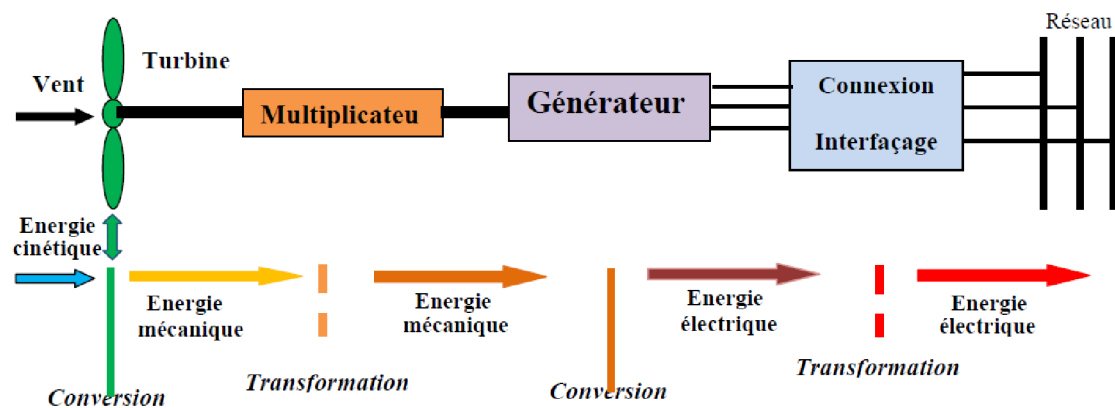 Réseau
Vent
Turbine
Multiplicateu
Générateur
Connexion
Interfaçage
Energie
cinétique
Energie
mécanique
Energie
mécanique
Energie
électrique
Energie
électrique
Conversion
Transformation
Conversion
Transformation